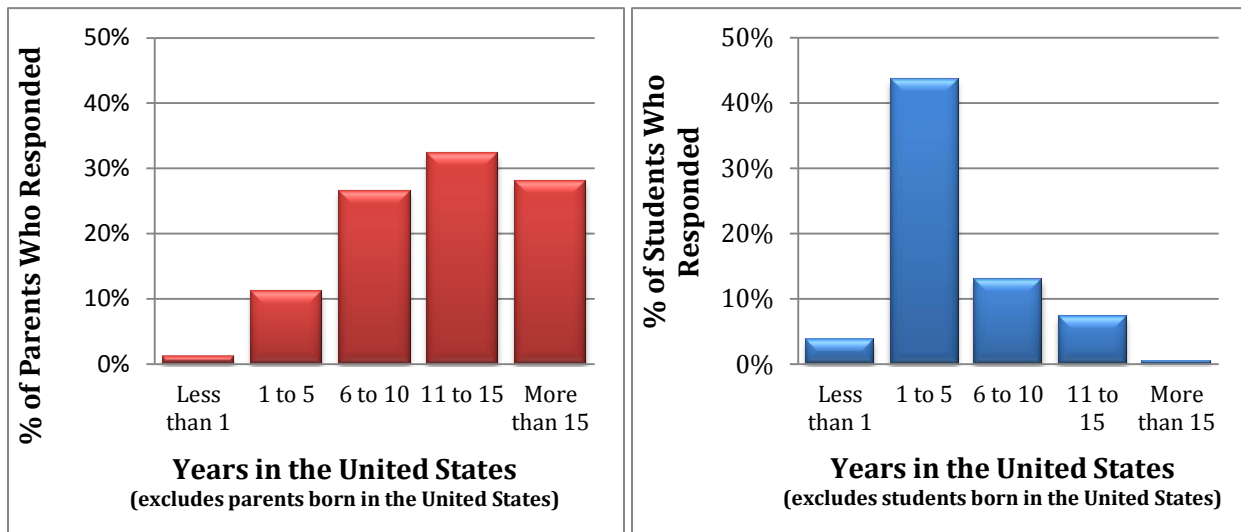 % of Parents Who Responded
50%
40%
30%
20%
10%
0%
Less
than 1
1 to 5
6 to 10
11 to 15
More
than 15
Years in the United States
(excludes parents born in the United States)
% of Students Who
Responded
50%
40%
30%
20%
10%
0%
Less
than 1
1 to 5
6 to 10
11 to
15
More
than 15
Years in the United States
(excludes students born in the United States)